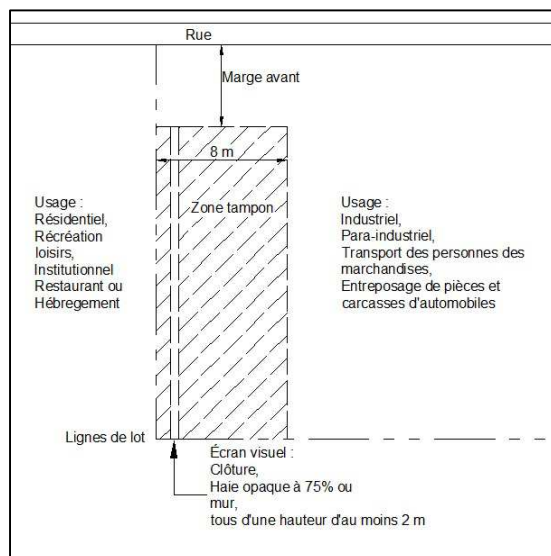 Rue
Marge avant
8 m
Zone tampon
Usage :
Résidentiel,
Récréation
loisirs,
Institutionnel
Restaurant ou
Hébregement
Usage :
Industriel,
Para-industriel,
Transport des personnes des
marchandises,
Entreposage de pièces et
carcasses d'automobiles
Lignes de lot
Écran visuel :
Clôture,
Haie opaque à 75% ou
mur,
tous d'une hauteur d'au moins 2 m